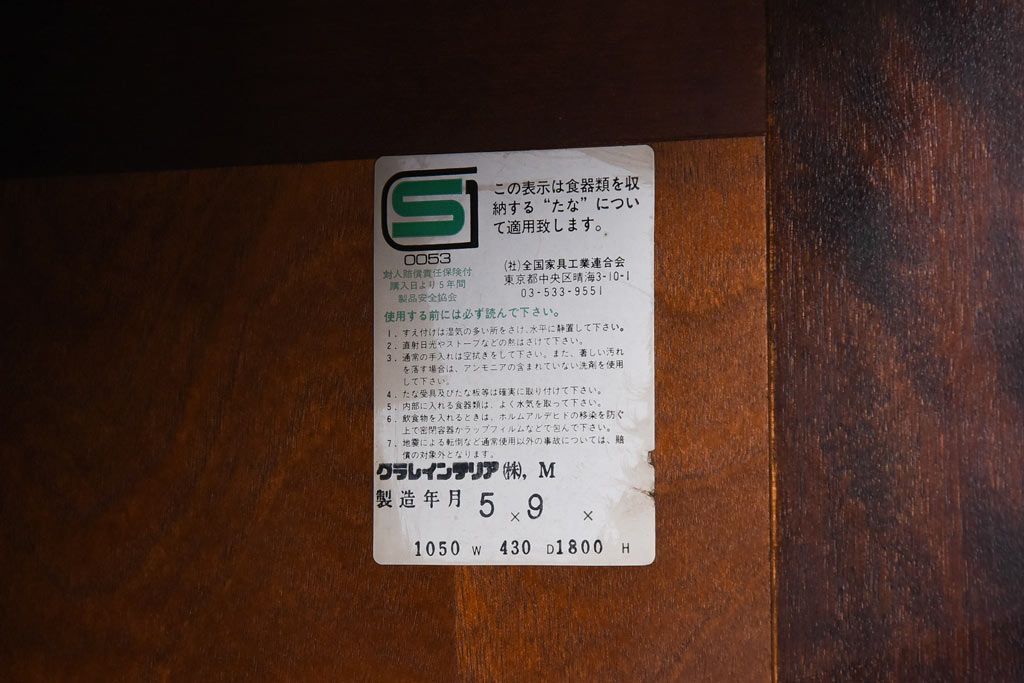 S
0053
対人賠償責任保険付
購入日より5年間
製品安全協会
この表示は食器類を収
納する“たな”につい
て適用致します。
(社)全国家具工業連合会
東京都中央区晴海3-10-1
03-533-9551
使用する前には必ず読んで下さい。
1. すえ付けは湿気の多い所をさけ、水平に静置して下さい。
2. 直射日光やストーブなどの熱はさけて下さい。
3. 通常の手入れは空拭きをして下さい。また、著しい汚れ
を落す場合は、アンモニアの含まれていない洗剤を使用
して下さい。
4. たな受具及びたな板等は確実に取り付けて下さい。
5. 内部に入れる食器類は、よく水気を取って下さい。
6. 飲食物を入れるときは、ホルムアルデヒドの移染を防ぐ
上で密閉容器かラップフィルムなどで包んで下さい。
7. 地震による転倒など通常使用以外の事故については、賠
償の対象外となります。
クラレインテリア(株), M
製造年月 5 × 9 ×
1050 W 430 D 1800 H